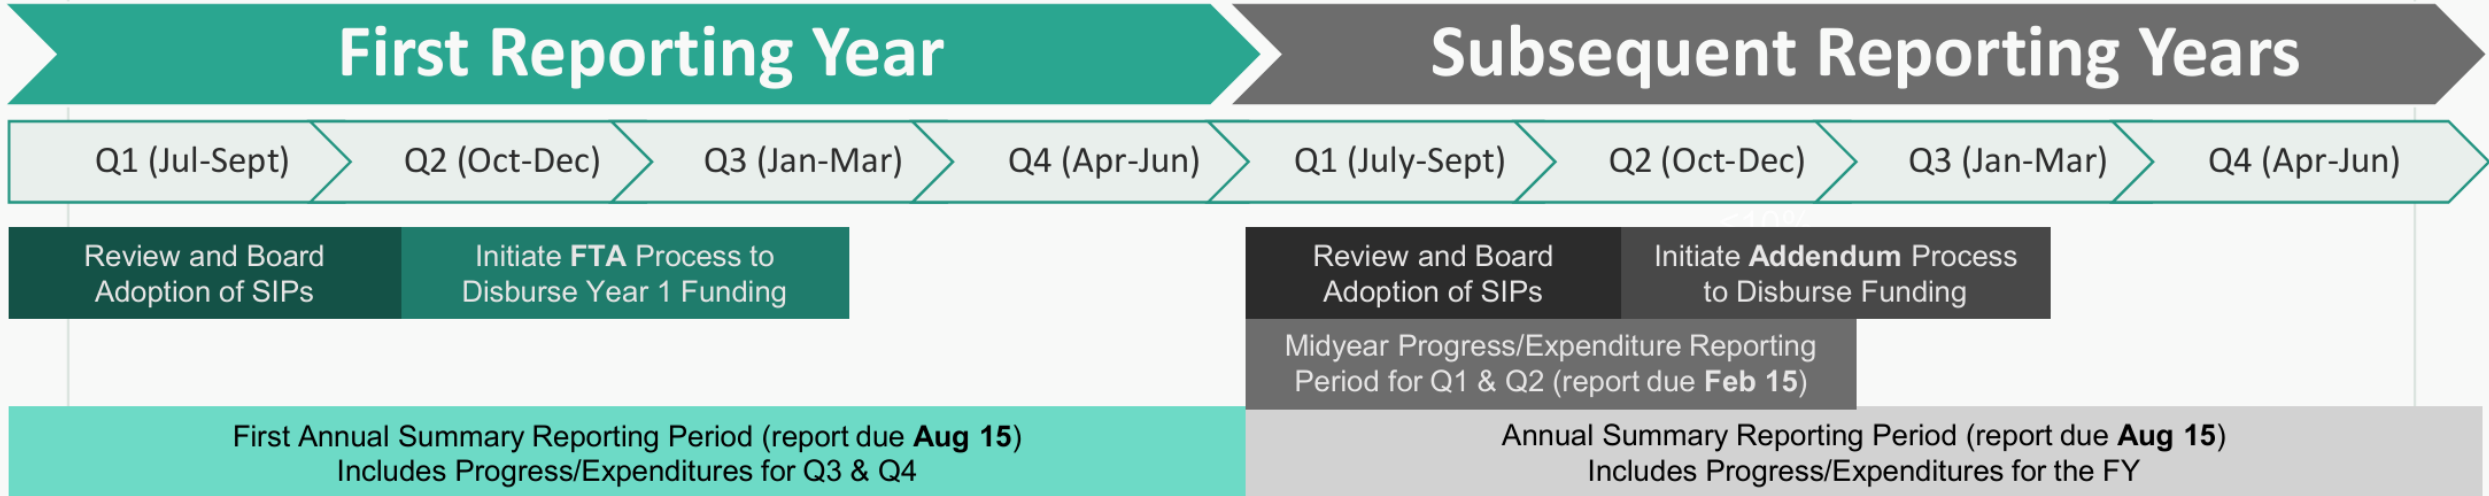 First Reporting Year
Subsequent Reporting Years
Q1 (Jul-Sept)
Q2 (Oct-Dec)
Q3 (Jan-Mar)
Q4 (Apr-Jun)
Q1 (July-Sept)
Q2 (Oct-Dec)
Q3 (Jan-Mar)
Q4 (Apr-Jun)
Review and Board
Adoption of SIPs
Initiate FTA Process to
Disburse Year 1 Funding
Review and Board
Adoption of SIPs
Initiate Addendum Process
to Disburse Funding
Midyear Progress/Expenditure Reporting
Period for Q1 & Q2 (report due Feb 15)
First Annual Summary Reporting Period (report due Aug 15)
Includes Progress/Expenditures for Q3 & Q4
Annual Summary Reporting Period (report due Aug 15)
Includes Progress/Expenditures for the FY